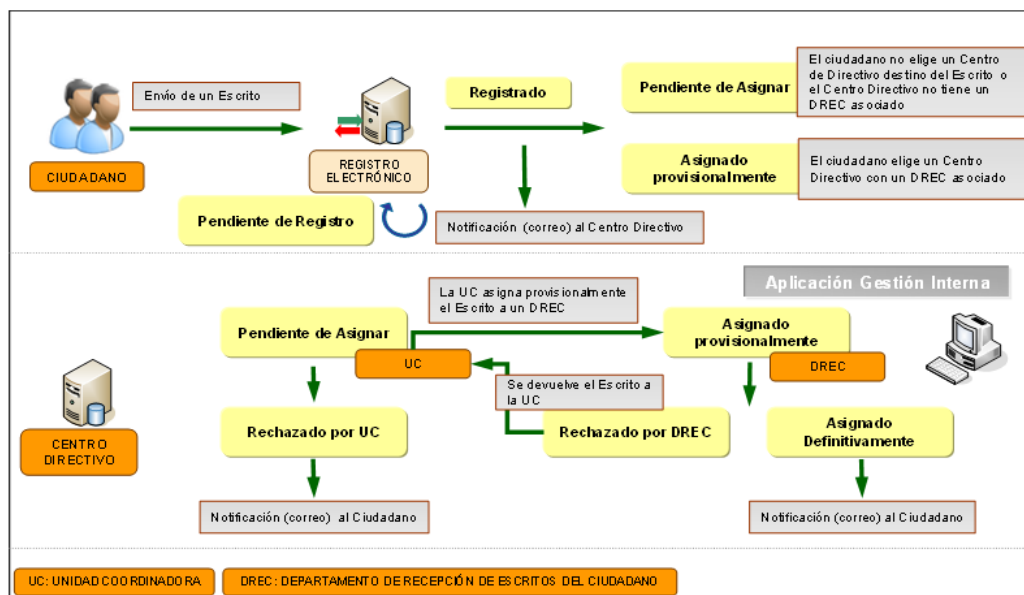 El ciudadano no elige un Centro
de Directivo destino del Escrito o
el Centro Directivo no tiene un
DREC asociado
Envío de un Escrito
Registrado
Pendiente de Asignar
CIUDADANO
REGISTRO
ELECTRÓNICO
Asignado
provisionalmente
El ciudadano elige un Centro
Directivo con un DREC asociado
Pendiente de Registro
Notificación (correo) al Centro Directivo
Aplicación Gestión Interna
La UC asigna provisionalmente
el Escrito a un DREC
Pendiente de Asignar
UC
Asignado
provisionalmente
DREC
Se devuelve el Escrito a
la UC
CENTRO
DIRECTIVO
Rechazado por UC
Rechazado por DREC
Asignado
Definitivamente
Notificación (correo) al Ciudadano
Notificación (correo) al Ciudadano
UC: UNIDAD COORDINADORA
DREC: DEPARTAMENTO DE RECEPCIÓN DE ESCRITOS DEL CIUDADANO